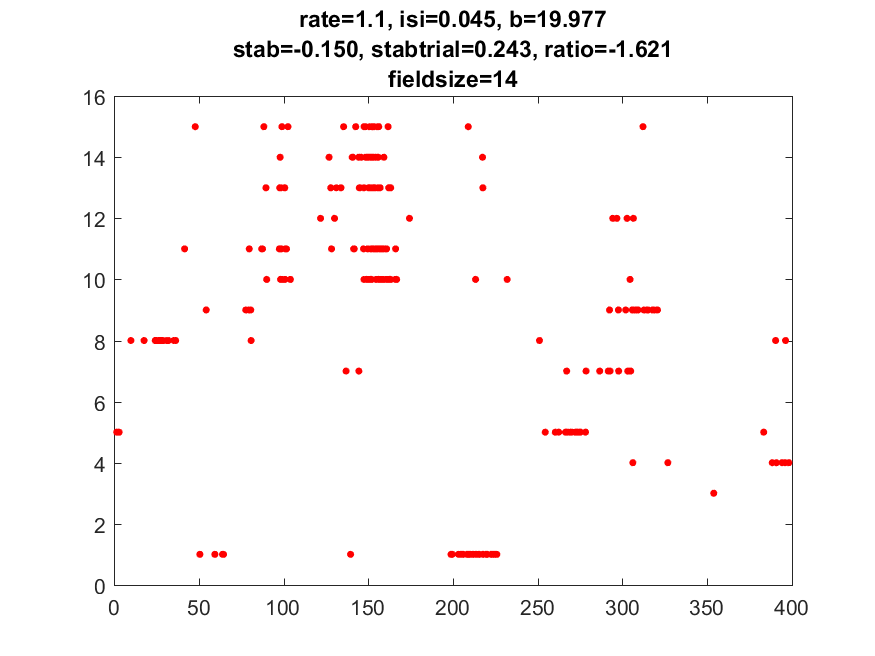 rate=1.1, isi=0.045, b=19.977
stab=-0.150, stabtrial=0.243, ratio=-1.621
fieldsize=14
16
14
12
10
8
6
4
2
0
0 50 100 150 200 250 300 350 400